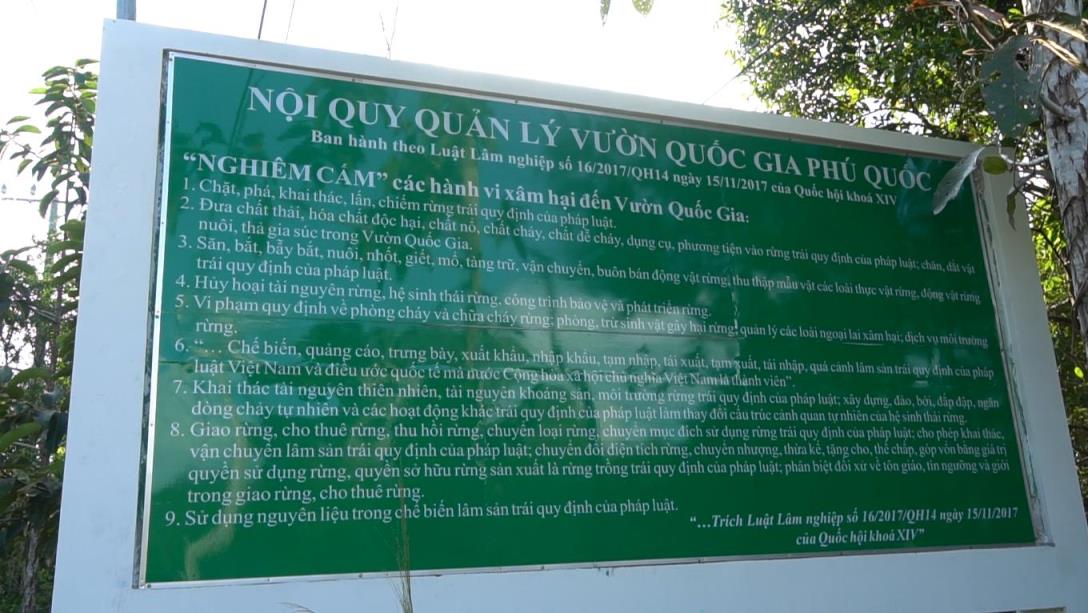 NỘI QUY QUẢN LÝ VƯỜN QUỐC GIA PHÚ QUỐC
Ban hành theo Luật Lâm nghiệp số 16/2017/QH14 ngày 15/11/2017 của Quốc hội khoá XIV
“NGHIÊM CẤM” các hành vi xâm hại đến Vườn Quốc Gia:
1. Chặt, phá, khai thác, lấn, chiếm rừng trái quy định của pháp luật.
2. Đưa chất thải, hóa chất độc hại, chất nổ, chất cháy, chất dễ cháy, dụng cụ, phương tiện vào rừng trái quy định của pháp luật; chăn, dắt vật
nuôi, thả gia súc trong Vườn Quốc Gia.
3. Săn, bắt, bẫy bắt, nuôi, nhốt, giết, mổ, tàng trữ, vận chuyển, buôn bán động vật rừng, thu thập mẫu vật các loài thực vật rừng, động vật rừng
trái quy định của pháp luật.
4. Hủy hoại tài nguyên rừng, hệ sinh thái rừng, công trình bảo vệ và phát triển rừng.
5. Vi phạm quy định về phòng cháy và chữa cháy rừng; phòng, trừ sinh vật gây hại rừng; quản lý các loài ngoại lai xâm hại; dịch vụ môi trường
rừng.
6. “… Chế biến, quảng cáo, trưng bày, xuất khẩu, nhập khẩu, tạm nhập, tái xuất, tạm xuất, tái nhập, quá cảnh lâm sản trái quy định của pháp
luật Việt Nam và điều ước quốc tế mà nước Cộng hòa xã hội chủ nghĩa Việt Nam là thành viên”.
7. Khai thác tài nguyên thiên nhiên, tài nguyên khoáng sản, môi trường rừng trái quy định của pháp luật; xây dựng, đào, bới, đắp đập, ngăn
dòng chảy tự nhiên và các hoạt động khác trái quy định của pháp luật làm thay đổi cấu trúc cảnh quan tự nhiên của hệ sinh thái rừng.
8. Giao rừng, cho thuê rừng, thu hồi rừng, chuyển loại rừng, chuyển mục đích sử dụng rừng trái quy định của pháp luật; cho phép khai thác,
vận chuyển lâm sản trái quy định của pháp luật; chuyển đổi diện tích rừng, chuyển nhượng, thừa kế, tặng cho, thế chấp, góp vốn bằng giá trị
quyền sử dụng rừng, quyền sở hữu rừng sản xuất là rừng trồng trái quy định của pháp luật; phân biệt đối xử về tôn giáo, tín ngưỡng và giới
trong giao rừng, cho thuê rừng.
9. Sử dụng nguyên liệu trong chế biến lâm sản trái quy định của pháp luật.
“…Trích Luật Lâm nghiệp số 16/2017/QH14 ngày 15/11/2017
của Quốc hội khoá XIV”